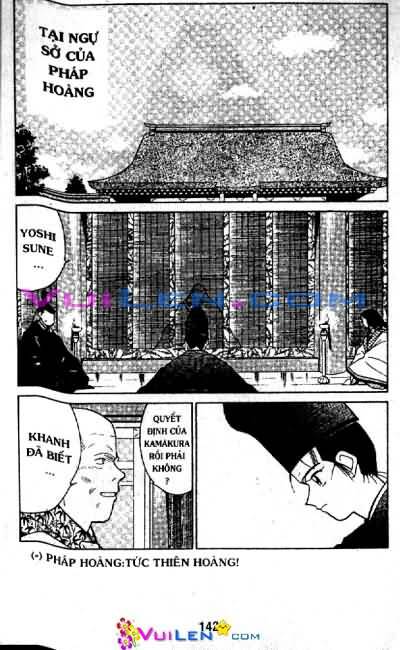 TẠI NGỰ
SỞ CỦA
PHÁP
HOÀNG
YOSHI
SUNE
...
VUILEN.COM
QUYẾT
ĐỊNH CỦA
KAMAKURA
RỒI PHẢI
KHÔNG
?
KHANH
ĐÃ BIẾT
...
(-) PHÁP HOÀNG:TỨC THIÊN HOÀNG!
142
VUILEN.COM